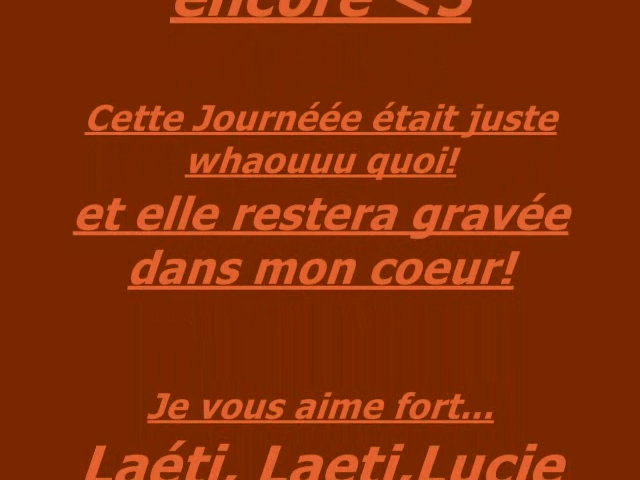 encore <3
Cette Journéée était juste
whaouuu quoi!
et elle restera gravée
dans mon coeur!
Je vous aime fort...
Laéti, Laeti,Lucie